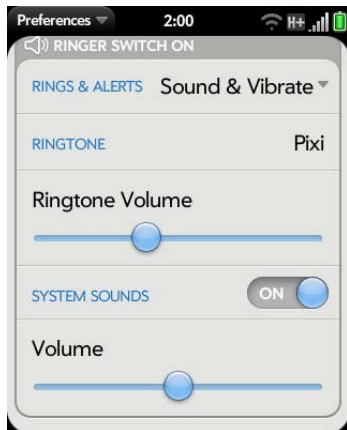 Preferences 2:00 H+
RINGER SWITCH ON
RINGS & ALERTS Sound & Vibrate
RINGTONE Pixi
Ringtone Volume
SYSTEM SOUNDS ON
Volume